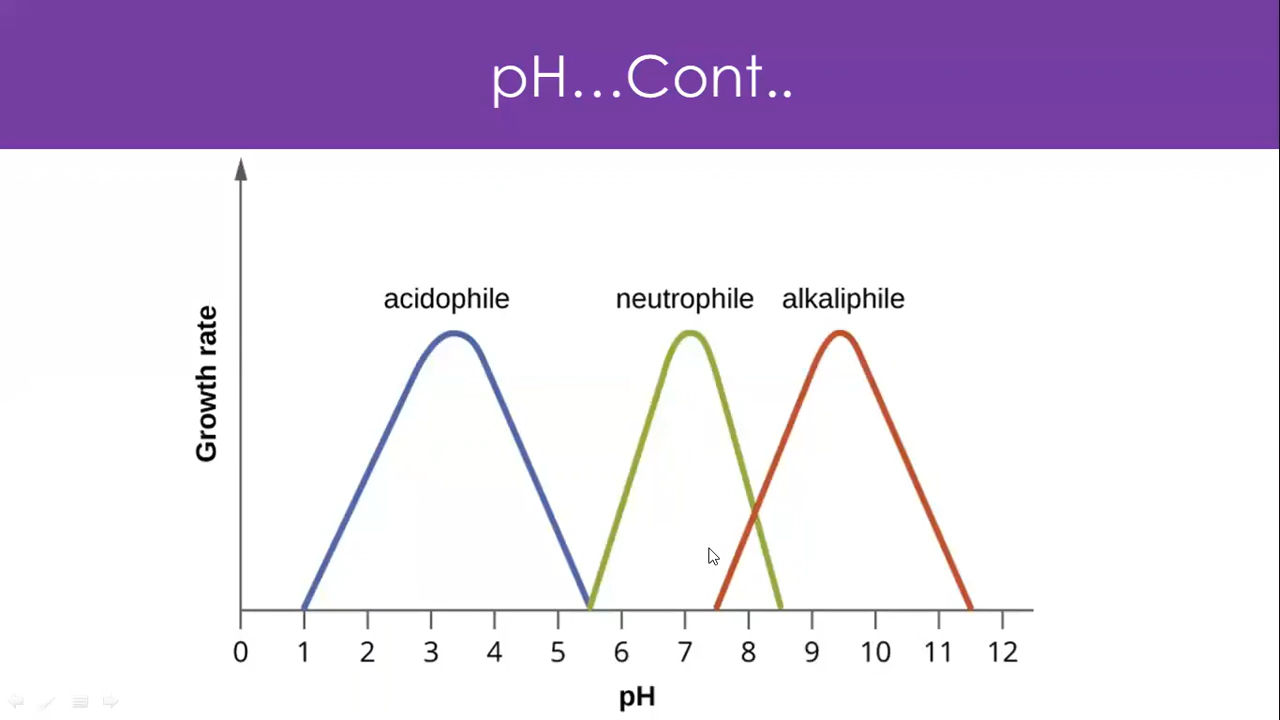 pH...Cont..
acidophile neutrophile alkaliphile
Growth rate
0 1 2 3 4 5 6 7 8 9 10 11 12
pH